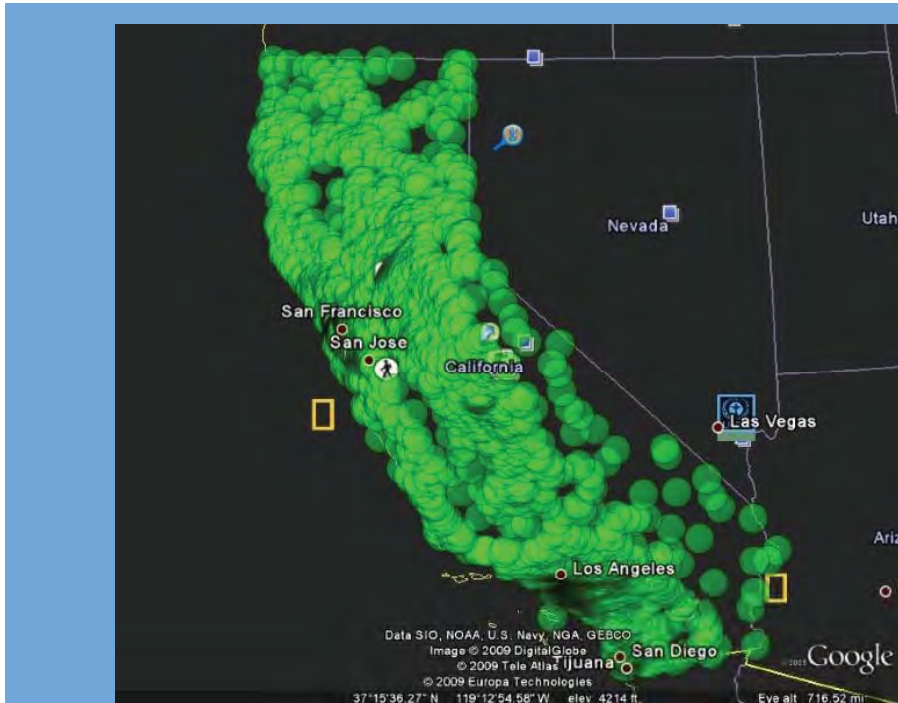 Nevada
Utah
San Francisco
San Jose
California
Las Vegas
Ariz
Los Angeles
Data SIO, NOAA, U.S. Navy, NGA, GEBCO
Image © 2009 DigitalGlobe
© 2009 Tele Atlas
Tijuana
San Diego
© 2009 Europa Technologies
Google
37°15'36.27" N 119°12'54.58" W elev 4214 ft
Eye alt 716.52 mi